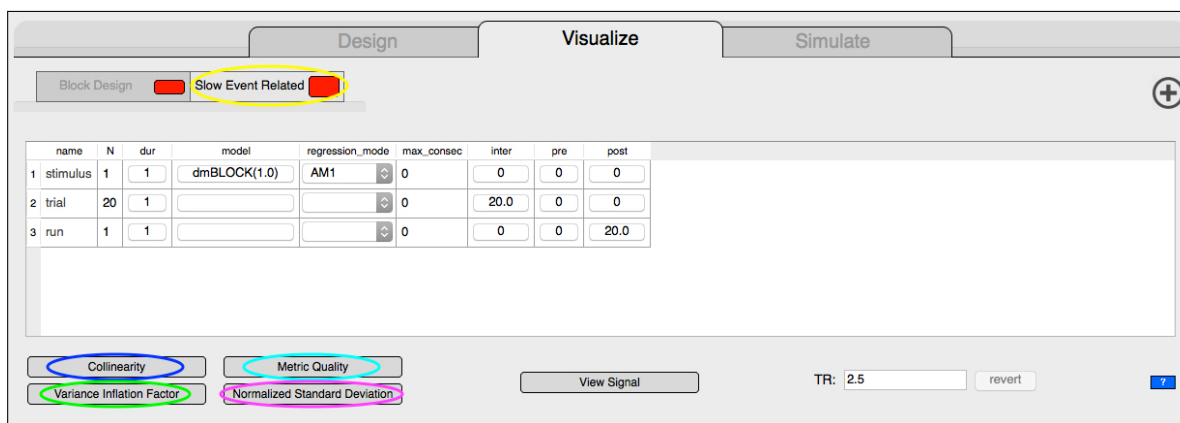 Design Visualize Simulate
Block Design Slow Event Related
name N dur model regression_mode max_consec inter pre post
1 stimulus 1 1 dmBLOCK(1.0) AM1 0 0 0 0
2 trial 20 1 0 20.0 0 0
3 run 1 1 0 0 0 20.0
Collinearity Metric Quality
View Signal TR: 2.5 revert ?
Variance Inflation Factor Normalized Standard Deviation